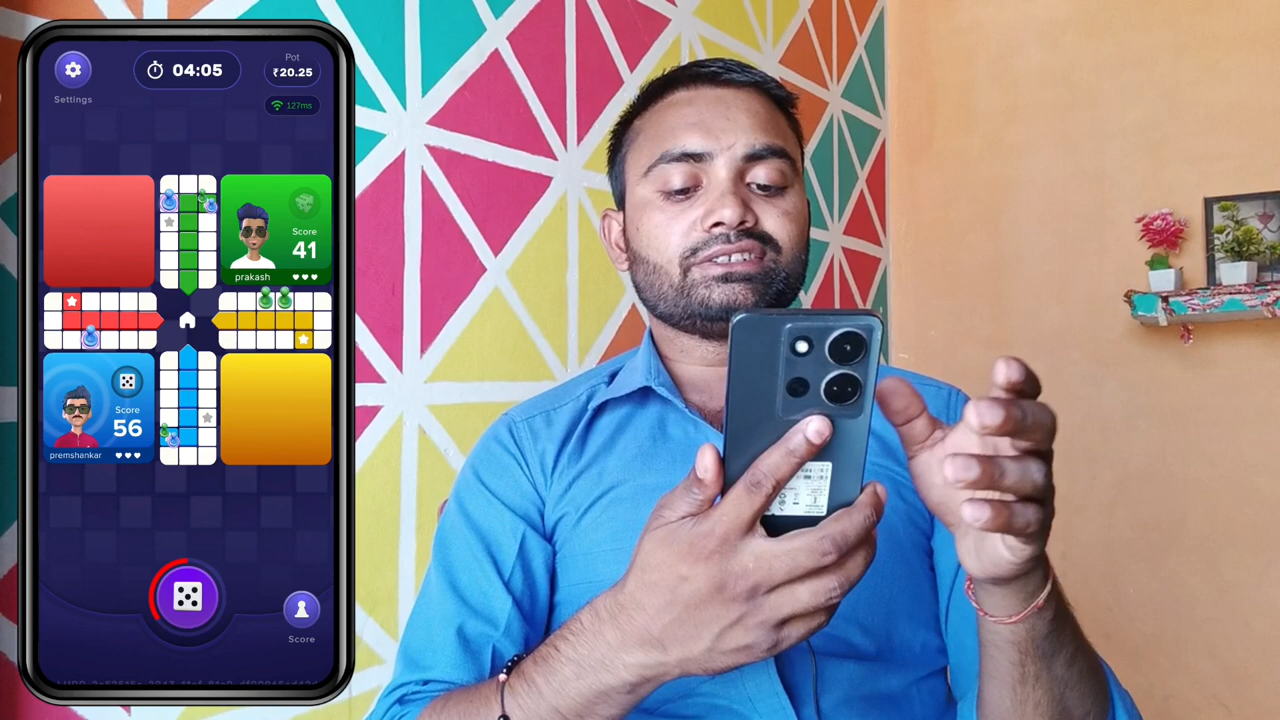 Settings
04:05
Pot
₹20.25
127ms
Score
41
prakash
Score
56
premshankar
Score